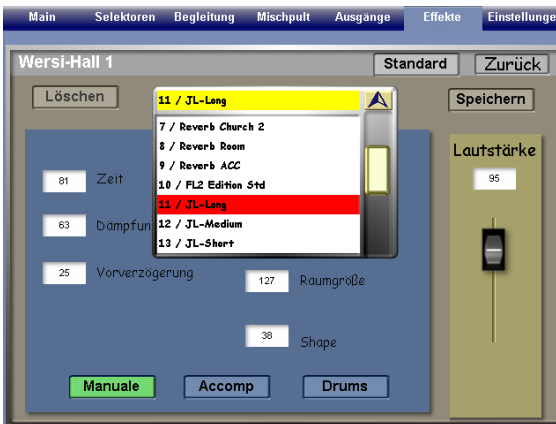 Main Selektoren Begleitung Mischpult Ausgänge Effekte Einstellunge
Wersi-Hall 1 Standard Zurück
Löschen 11 / JL-Long Speichern
7 / Reverb Church 2
8 / Reverb Room
9 / Reverb ACC
10 / FL2 Edition Std
11 / JL-Long
12 / JL-Medium
13 / JL-Short
Lautstärke
95
81 Zeit
63 Dämpfun
25 Vorverzögerung
127 Raumgröße
38 Shape
Manuale Accomp Drums